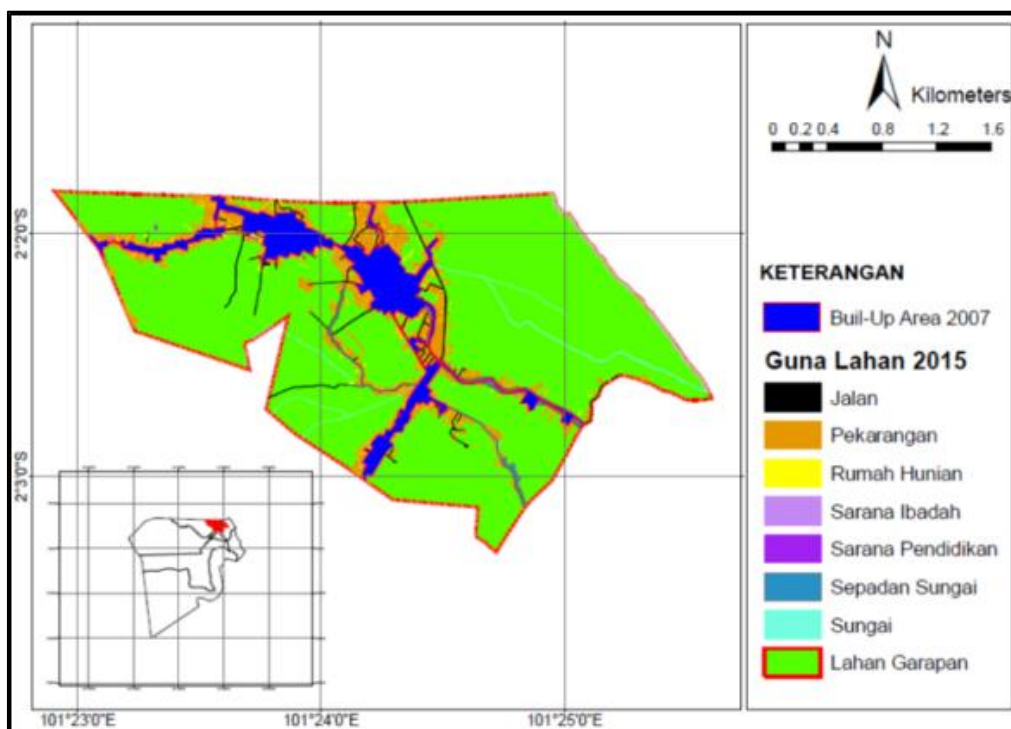 N
Kilometers
0 0.2 0.4 0.8 1.2 1.6
2°2'0"S
2°3'0"S
101°23'0"E 101°24'0"E 101°25'0"E
KETERANGAN
Buil-Up Area 2007
Guna Lahan 2015
Jalan
Pekarangan
Rumah Hunian
Sarana Ibadah
Sarana Pendidikan
Sepadan Sungai
Sungai
Lahan Garapan